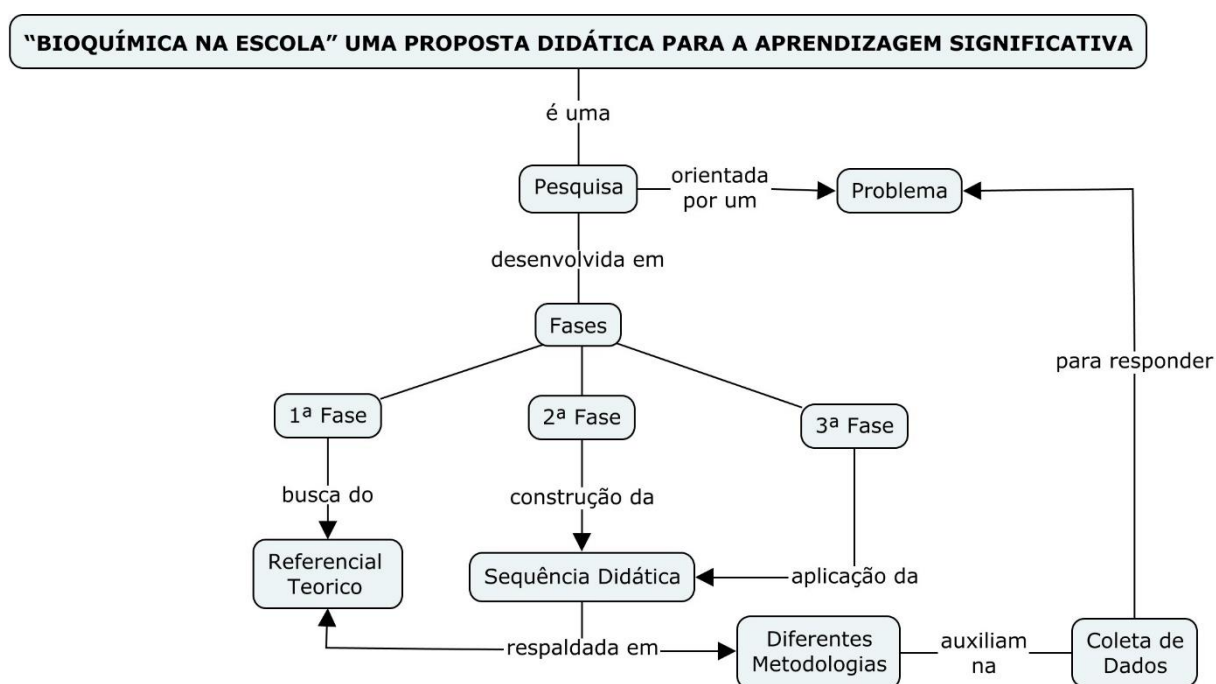 “BIOQUÍMICA NA ESCOLA” UMA PROPOSTA DIDÁTICA PARA A APRENDIZAGEM SIGNIFICATIVA
é uma
Pesquisa
orientada
por um
Problema
desenvolvida em
Fases
para responder
1ª Fase
2ª Fase
3ª Fase
busca do
construção da
Referencial
Teorico
Sequência Didática
aplicação da
respaldada em
Diferentes
Metodologias
auxiliam
na
Coleta de
Dados